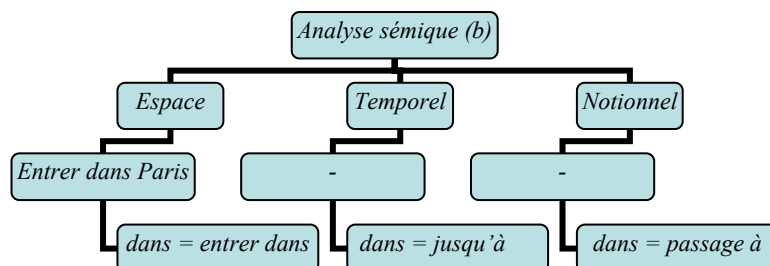 Analyse sémique (b)
Espace
Temporel
Notionnel
Entrer dans Paris
-
-
dans = entrer dans
dans = jusqu’à
dans = passage à